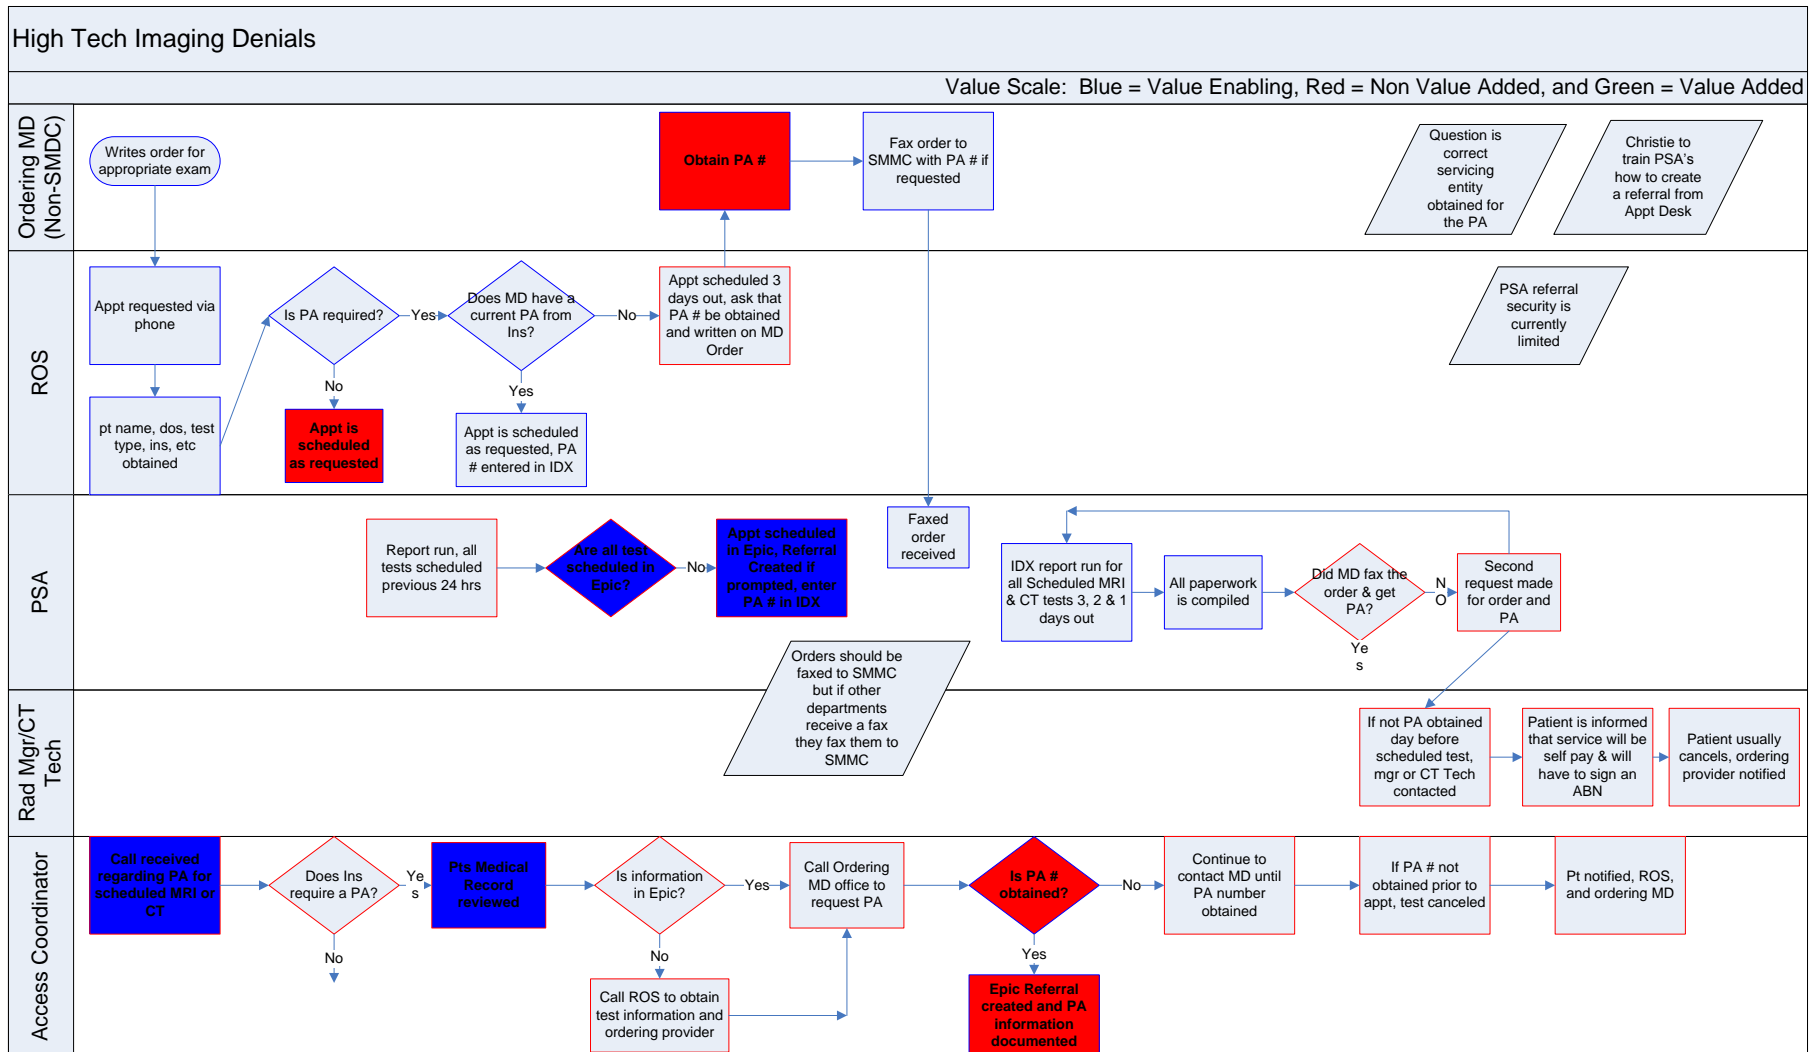 High Tech Imaging Denials
Value Scale:  Blue = Value Enabling, Red = Non Value Added, and Green = Value Added
Ordering MD
(Non-SMDC)
Writes order for
appropriate exam
Obtain PA #
Fax order to
SMMC with PA # if
requested
Question is
correct
servicing
entity
obtained for
the PA
Christie to
train PSA's
how to create
a referral from
Appt Desk
ROS
Appt requested via
phone
pt name, dos, test
type, ins, etc
obtained
Is PA required?
Yes
No
Appt is
scheduled
as requested
Does MD have a
current PA from
Ins?
No
Yes
Appt is scheduled
as requested, PA
# entered in IDX
Appt scheduled 3
days out, ask that
PA # be obtained
and written on MD
Order
PSA referral
security is
currently
limited
PSA
Report run, all
tests scheduled
previous 24 hrs
Are all test
scheduled in
Epic?
No
Appt scheduled
in Epic, Referral
Created if
prompted, enter
PA # in IDX
Faxed
order
received
IDX report run for
all Scheduled MRI
& CT tests 3, 2 & 1
days out
All paperwork
is compiled
Did MD fax the
order & get
PA?
N
O
Ye
s
Second
request made
for order and
PA
Orders should be
faxed to SMMC
but if other
departments
receive a fax
they fax them to
SMMC
Rad Mgr/CT
Tech
If not PA obtained
day before
scheduled test,
mgr or CT Tech
contacted
Patient is informed
that service will be
self pay & will
have to sign an
ABN
Patient usually
cancels, ordering
provider notified
Access Coordinator
Call received
regarding PA for
scheduled MRI or
CT
Does Ins
require a PA?
Ye
s
No
Pts Medical
Record
reviewed
Is information
in Epic?
Yes
No
Call ROS to obtain
test information and
ordering provider
Call Ordering
MD office to
request PA
Is PA #
obtained?
No
Yes
Epic Referral
created and PA
information
documented
Continue to
contact MD until
PA number
obtained
If PA # not
obtained prior to
appt, test canceled
Pt notified, ROS,
and ordering MD